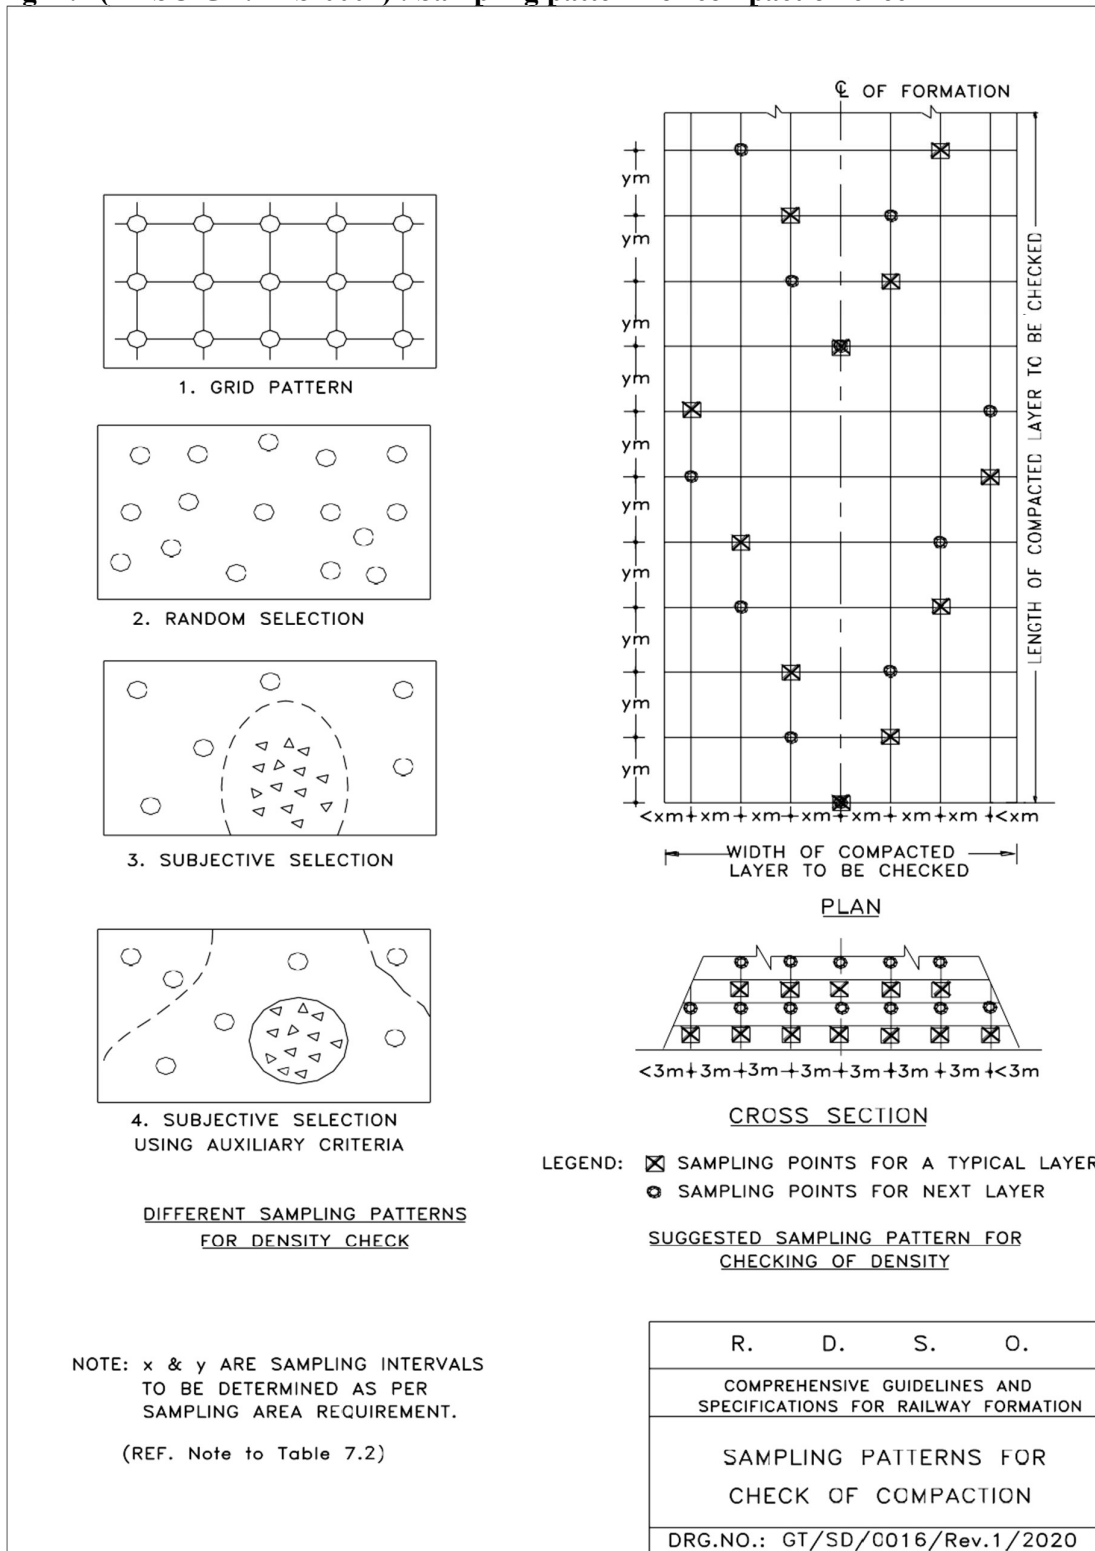 Sampling pattern
℄ OF FORMATION
ym
ym
ym
ym
ym
ym
ym
ym
ym
ym
LENGTH OF COMPACTED LAYER TO BE CHECKED
<xm xm xm xm xm xm xm <xm
WIDTH OF COMPACTED
LAYER TO BE CHECKED
PLAN
<3m 3m 3m 3m 3m 3m 3m <3m
CROSS SECTION
LEGEND: SAMPLING POINTS FOR A TYPICAL LAYER
SAMPLING POINTS FOR NEXT LAYER
SUGGESTED SAMPLING PATTERN FOR
CHECKING OF DENSITY
1. GRID PATTERN
2. RANDOM SELECTION
3. SUBJECTIVE SELECTION
4. SUBJECTIVE SELECTION
USING AUXILIARY CRITERIA
DIFFERENT SAMPLING PATTERNS
FOR DENSITY CHECK
NOTE: x & y ARE SAMPLING INTERVALS
TO BE DETERMINED AS PER
SAMPLING AREA REQUIREMENT.
(REF. Note to Table 7.2)
R. D. S. O.
COMPREHENSIVE GUIDELINES AND
SPECIFICATIONS FOR RAILWAY FORMATION
SAMPLING PATTERNS FOR
CHECK OF COMPACTION
DRG.NO.: GT/SD/0016/Rev.1/2020